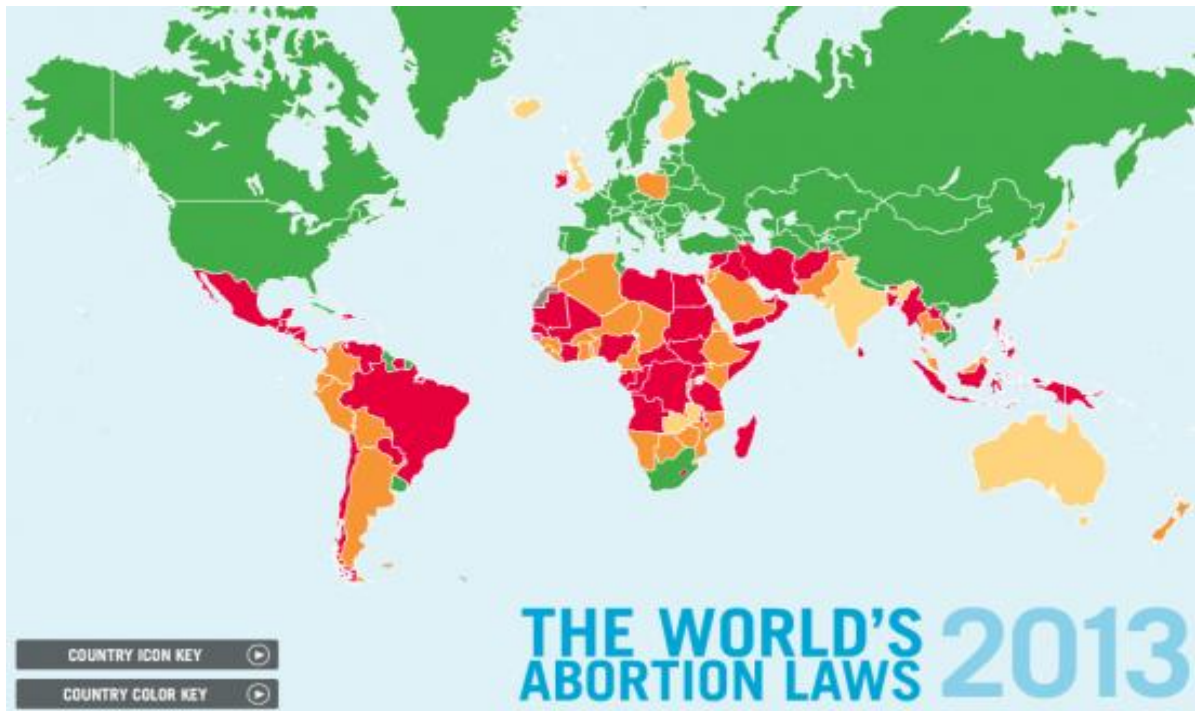 THE WORLD'S
ABORTION LAWS
2013
COUNTRY ICON KEY
COUNTRY COLOR KEY